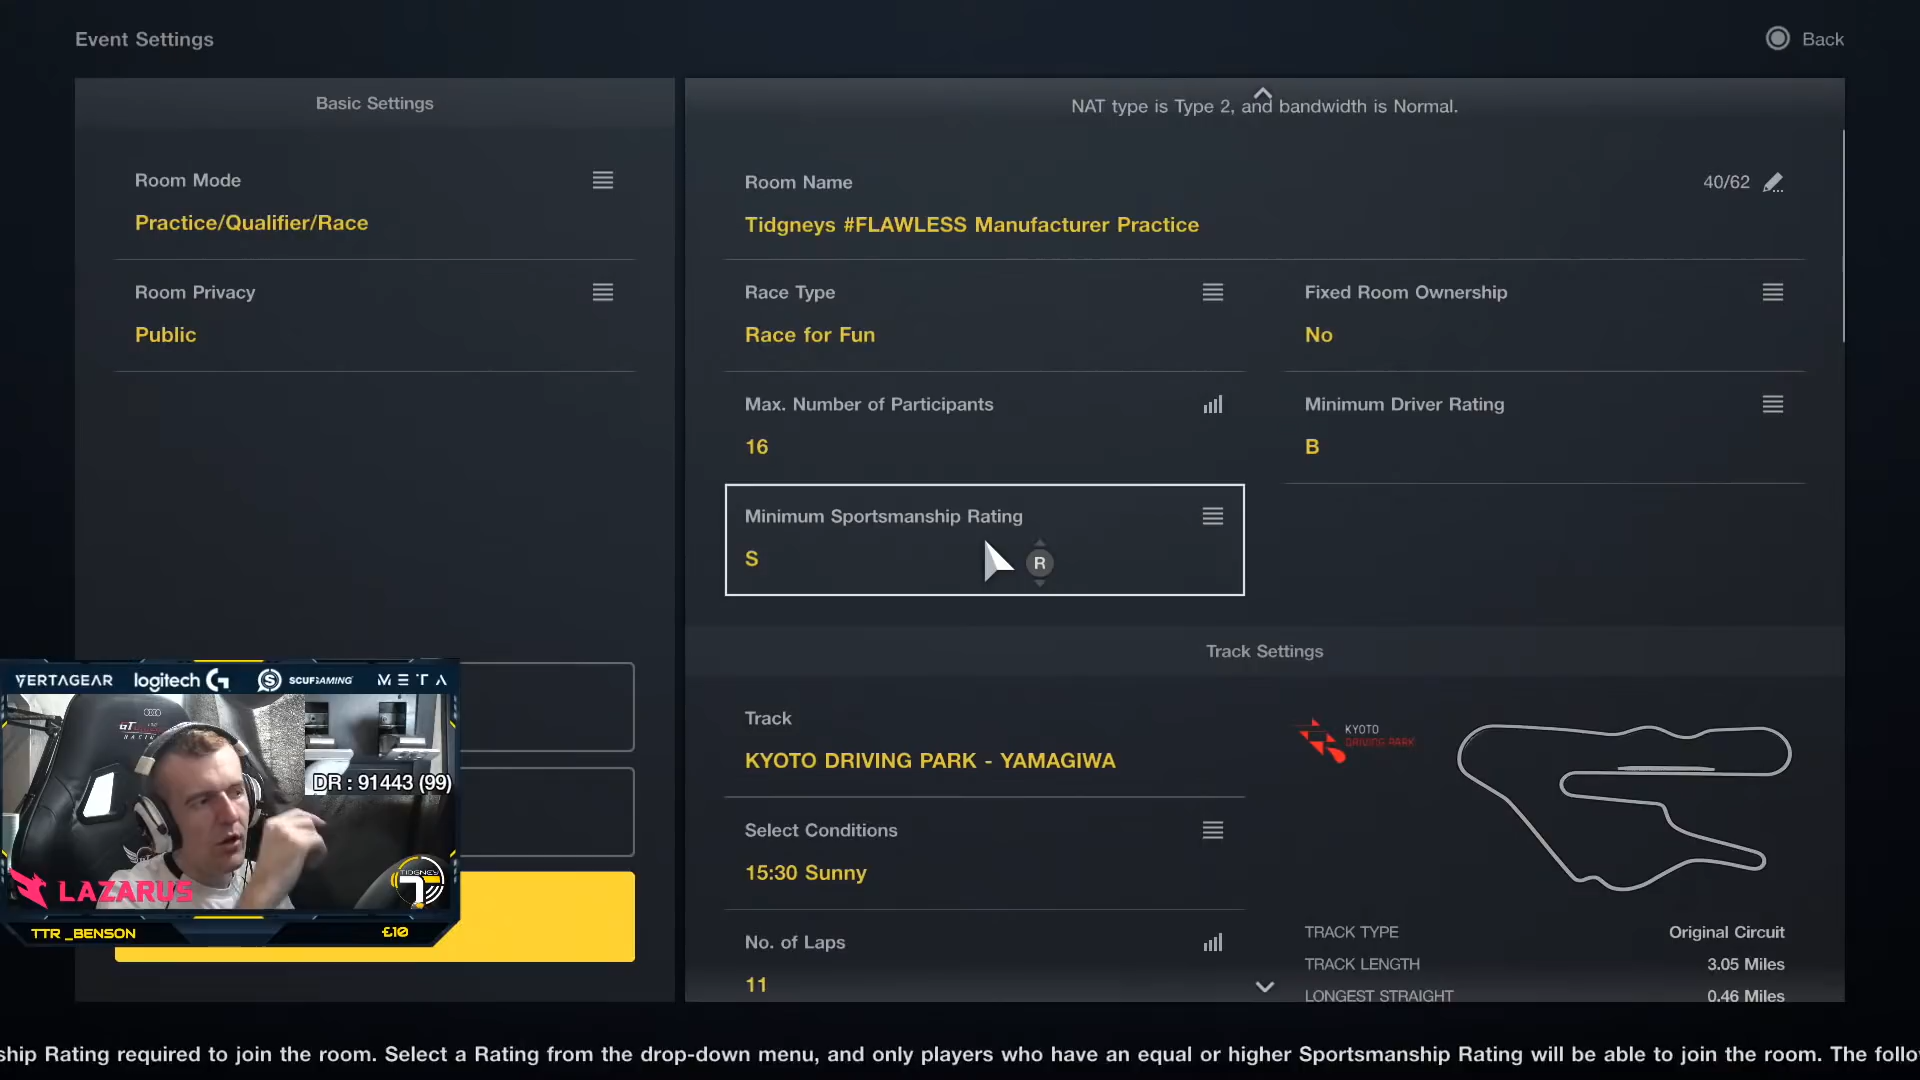 Event Settings
Back
Basic Settings
Room Mode
Practice/Qualifier/Race
Room Privacy
Public
NAT type is Type 2, and bandwidth is Normal.
Room Name
40/62
Tidgneys #FLAWLESS Manufacturer Practice
Race Type
Race for Fun
Fixed Room Ownership
No
Max. Number of Participants
16
Minimum Driver Rating
B
Minimum Sportsmanship Rating
S
R
Track Settings
Track
KYOTO DRIVING PARK - YAMAGIWA
KYOTO
DRIVING PARK
Select Conditions
15:30 Sunny
No. of Laps
11
TRACK TYPE Original Circuit
TRACK LENGTH 3.05 Miles
LONGEST STRAIGHT 0.46 Miles
VERTAGEAR logitech G SCUFGAMING META
DR : 91443 (99)
TIDGNEY
LAZARUS
TTR _BENSON £10
ship Rating required to join the room. Select a Rating from the drop-down menu, and only players who have an equal or higher Sportsmanship Rating will be able to join the room. The follo